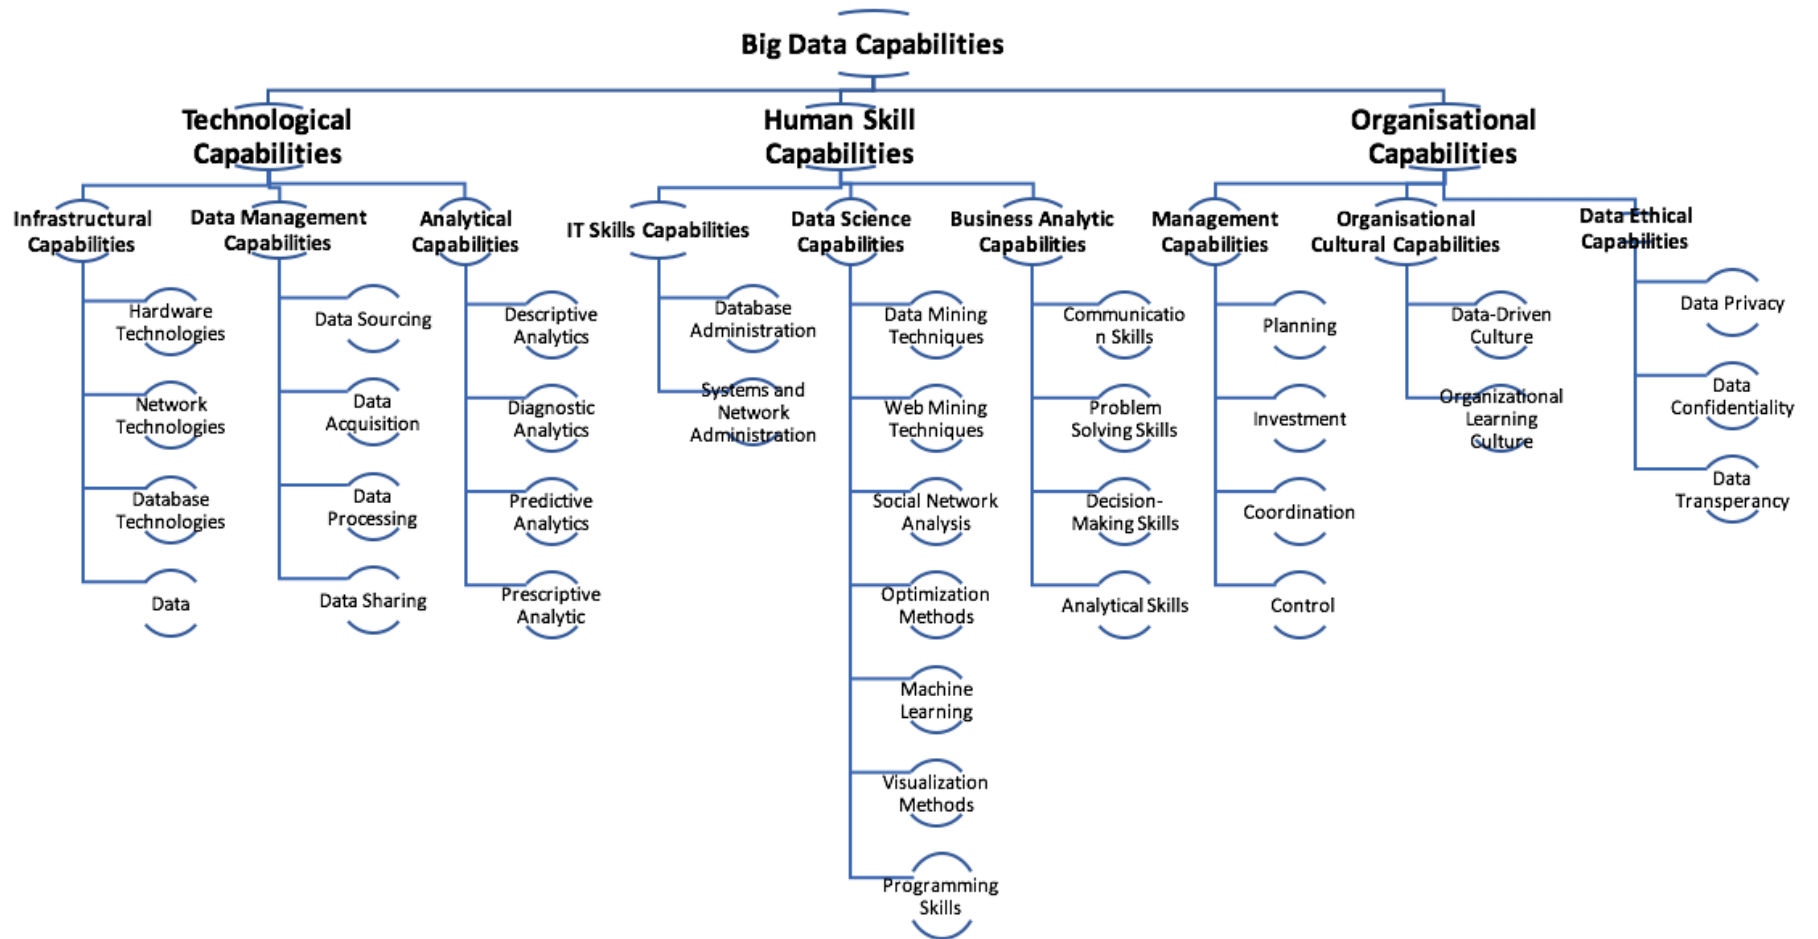 Big Data Capabilities
Technological
Capabilities
Human Skill
Capabilities
Organisational
Capabilities
Infrastructural
Capabilities
Data Management
Capabilities
Analytical
Capabilities
IT Skills Capabilities
Data Science
Capabilities
Business Analytic
Capabilities
Management
Capabilities
Organisational
Cultural Capabilities
Data Ethical
Capabilities
Hardware
Technologies
Network
Technologies
Database
Technologies
Data
Data Sourcing
Data
Acquisition
Data
Processing
Data Sharing
Descriptive
Analytics
Diagnostic
Analytics
Predictive
Analytics
Prescriptive
Analytic
Database
Administration
Systems and
Network
Administration
Data Mining
Techniques
Web Mining
Techniques
Social Network
Analysis
Optimization
Methods
Machine
Learning
Visualization
Methods
Programming
Skills
Communicatio
n Skills
Problem
Solving Skills
Decision-
Making Skills
Analytical Skills
Planning
Investment
Coordination
Control
Data-Driven
Culture
Organizational
Learning
Culture
Data Privacy
Data
Confidentiality
Data
Transperancy